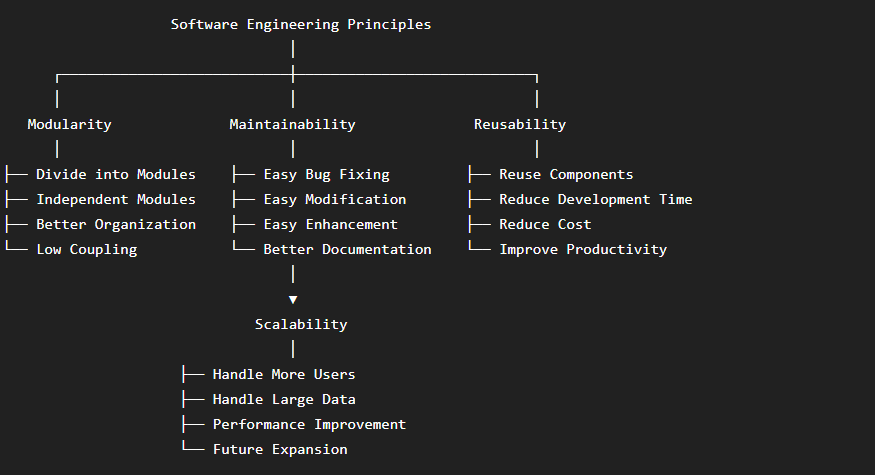 Software Engineering Principles
Modularity Maintainability Reusability
├── Divide into Modules ├── Easy Bug Fixing ├── Reuse Components
├── Independent Modules ├── Easy Modification ├── Reduce Development Time
├── Better Organization ├── Easy Enhancement ├── Reduce Cost
└── Low Coupling └── Better Documentation └── Improve Productivity
Scalability
├── Handle More Users
├── Handle Large Data
├── Performance Improvement
└── Future Expansion